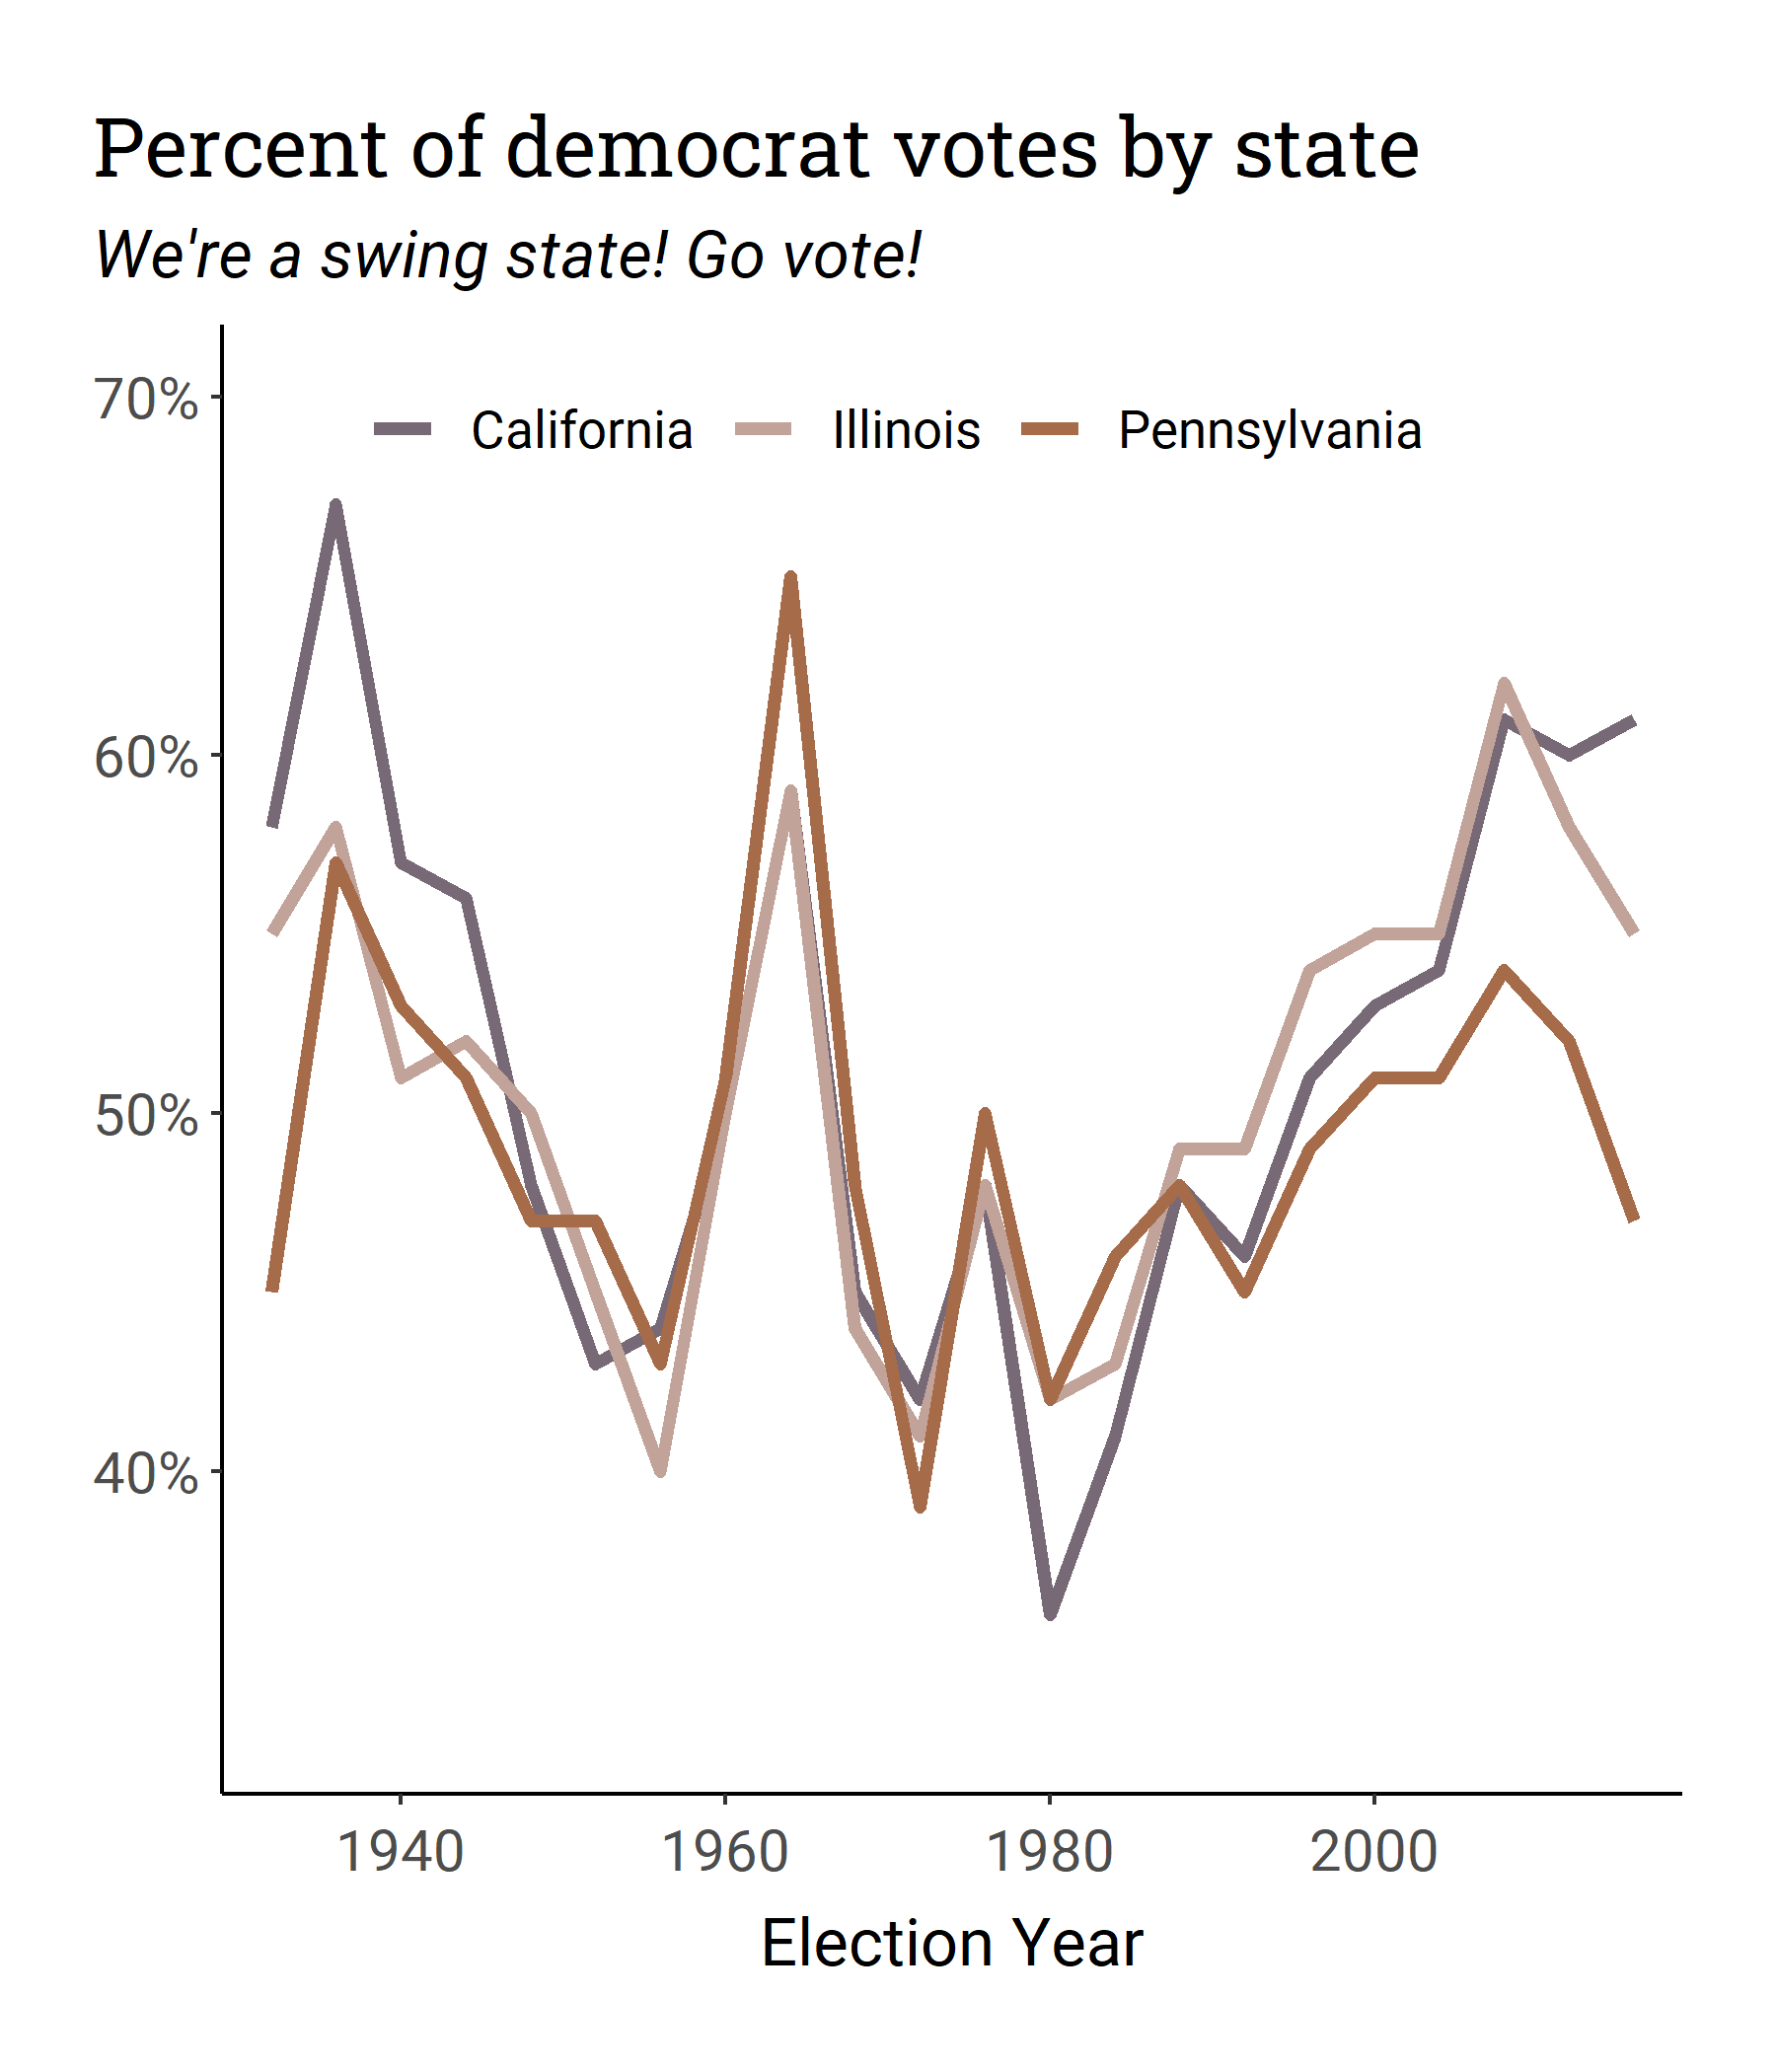 Percent of democrat votes by state
We're a swing state! Go vote!
70%
California Illinois Pennsylvania
60%
50%
40%
1940 1960 1980 2000
Election Year